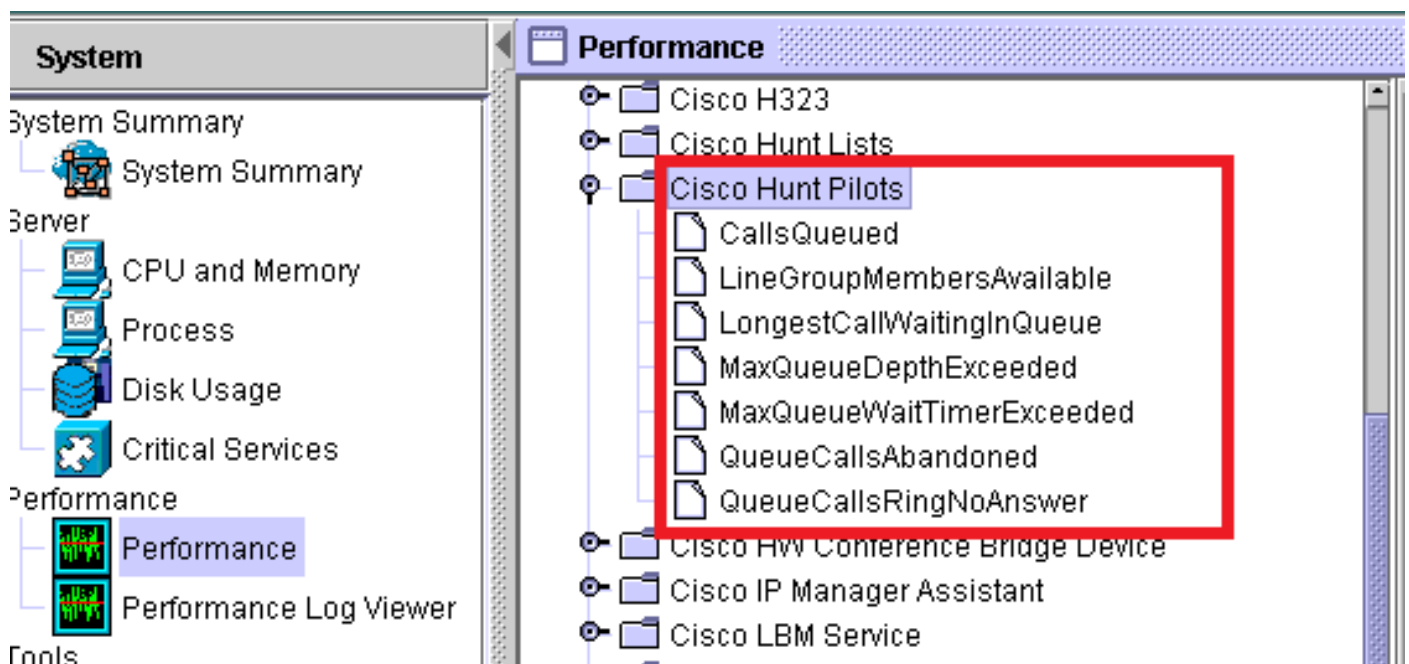 System
System Summary
System Summary
Server
CPU and Memory
Process
Disk Usage
Critical Services
Performance
Performance
Performance Log Viewer
Tools
Performance
Cisco H323
Cisco Hunt Lists
Cisco Hunt Pilots
CallsQueued
LineGroupMembersAvailable
LongestCallWaitingInQueue
MaxQueueDepthExceeded
MaxQueueWaitTimerExceeded
QueueCallsAbandoned
QueueCallsRingNoAnswer
Cisco HW Conference Bridge Device
Cisco IP Manager Assistant
Cisco LBM Service